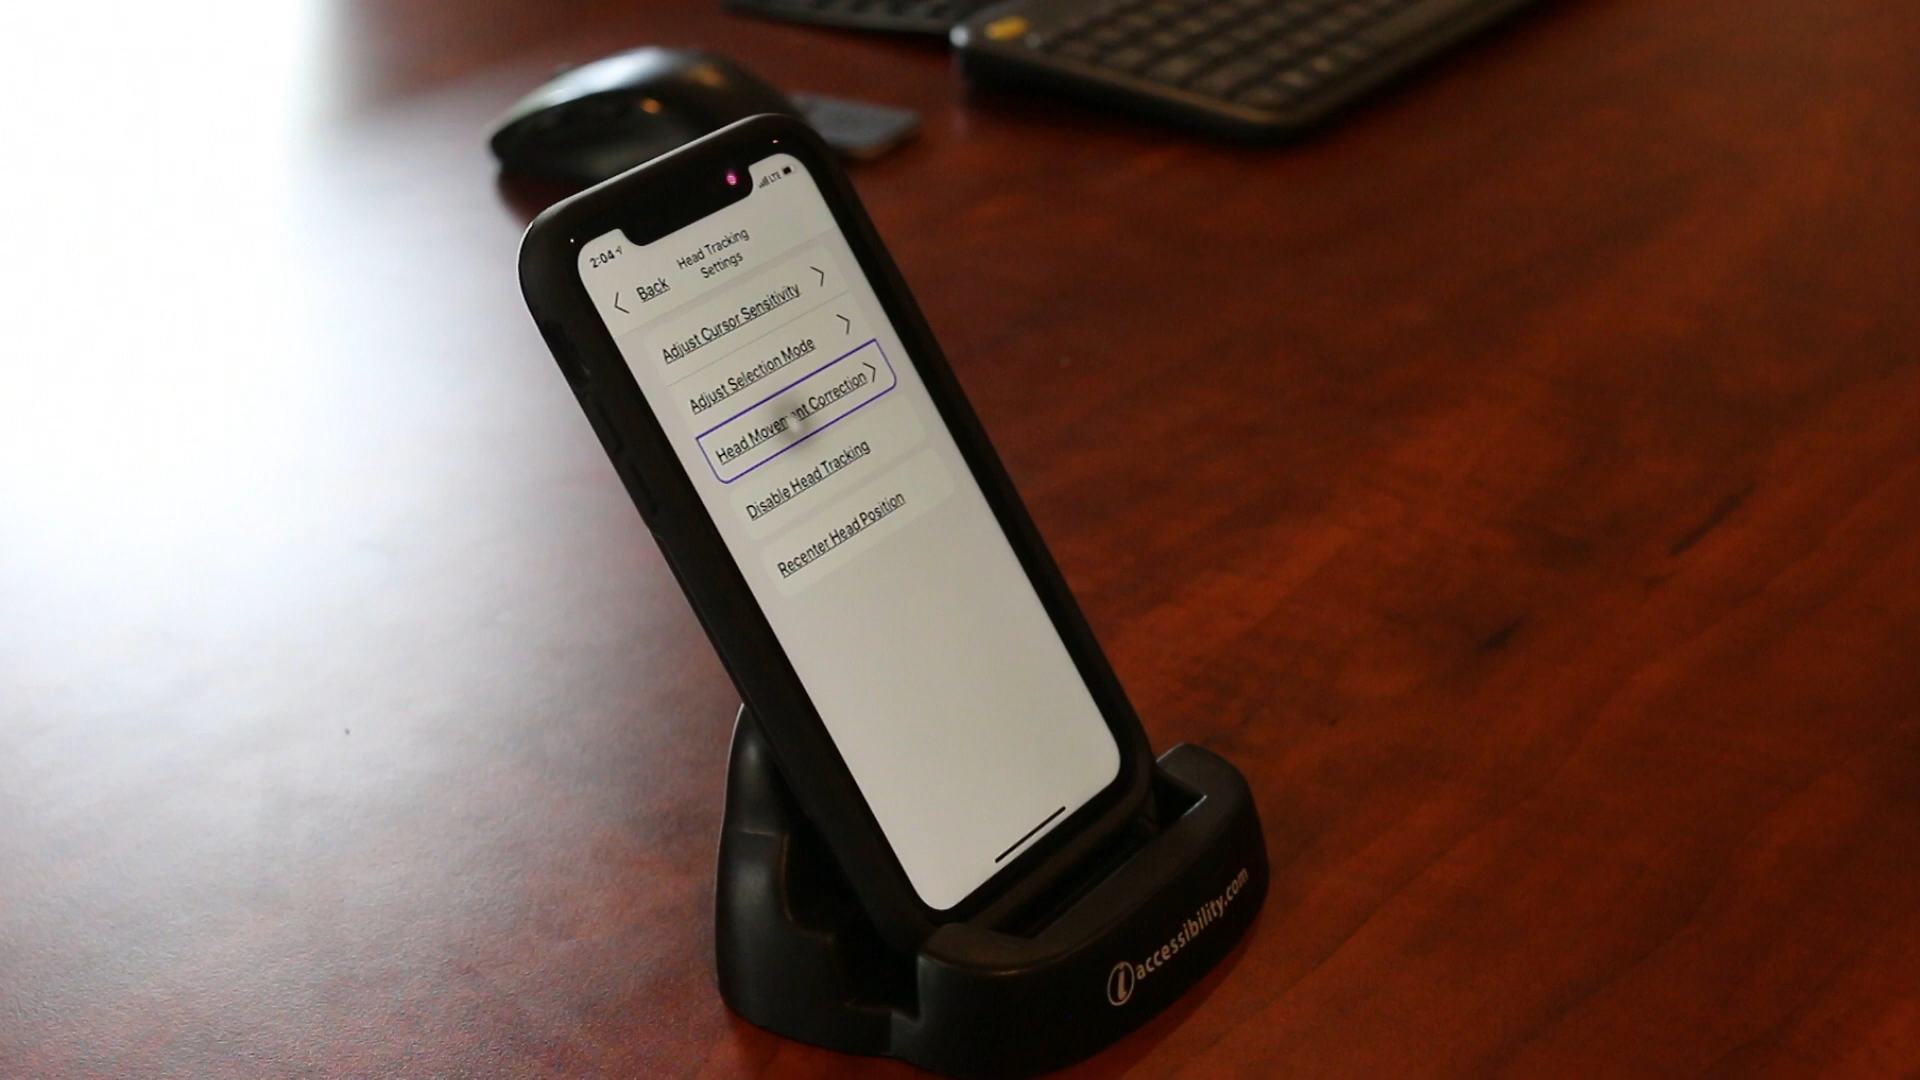 2:04
LTE
Head Tracking
Settings
Back
Adjust Cursor Sensitivity
Adjust Selection Mode
Head Movement Correction
Disable Head Tracking
Recenter Head Position
i accessibility.com